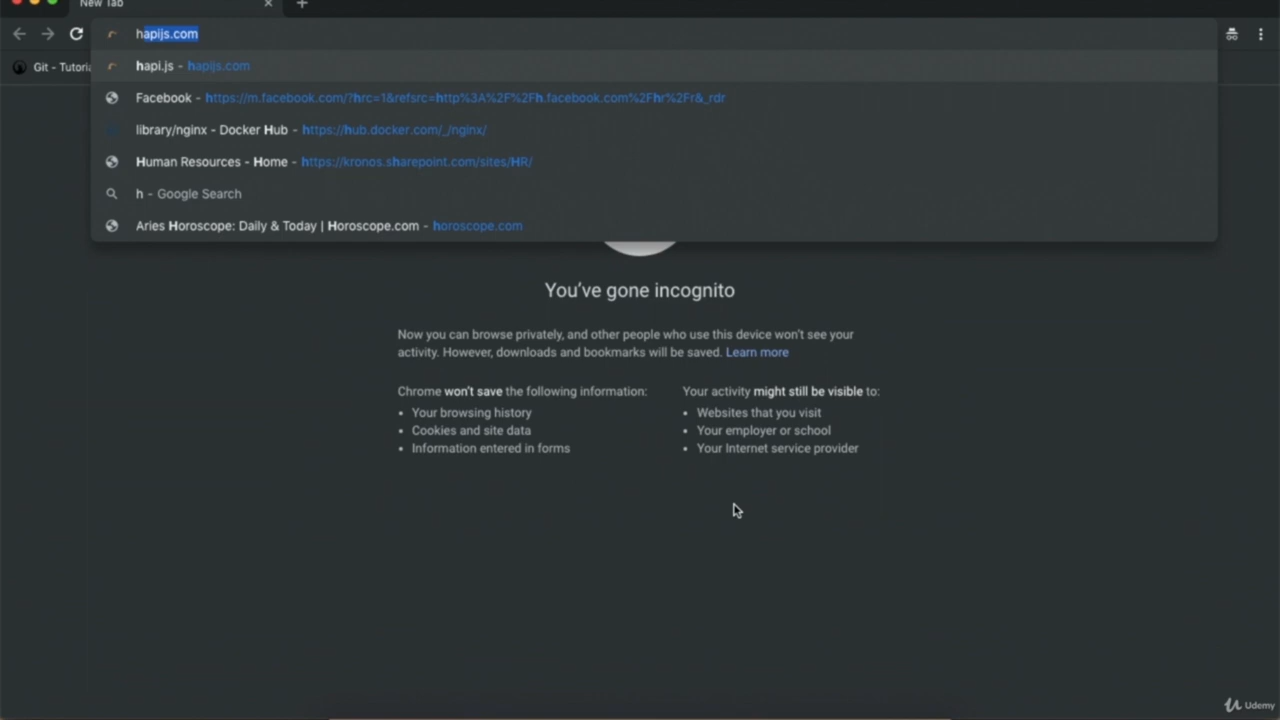 New Tab
hapijs.com
Git - Tutoria
hapi.js - hapijs.com
Facebook - https://m.facebook.com/?hrc=1&refsrc=http%3A%2F%2Fh.facebook.com%2Fhr%2Fr&_rdr
library/nginx - Docker Hub - https://hub.docker.com/_/nginx/
Human Resources - Home - https://kronos.sharepoint.com/sites/HR/
h - Google Search
Aries Horoscope: Daily & Today | Horoscope.com - horoscope.com
You've gone incognito
Now you can browse privately, and other people who use this device won't see your
activity. However, downloads and bookmarks will be saved. Learn more
Chrome won't save the following information:
• Your browsing history
• Cookies and site data
• Information entered in forms
Your activity might still be visible to:
• Websites that you visit
• Your employer or school
• Your Internet service provider
Udemy